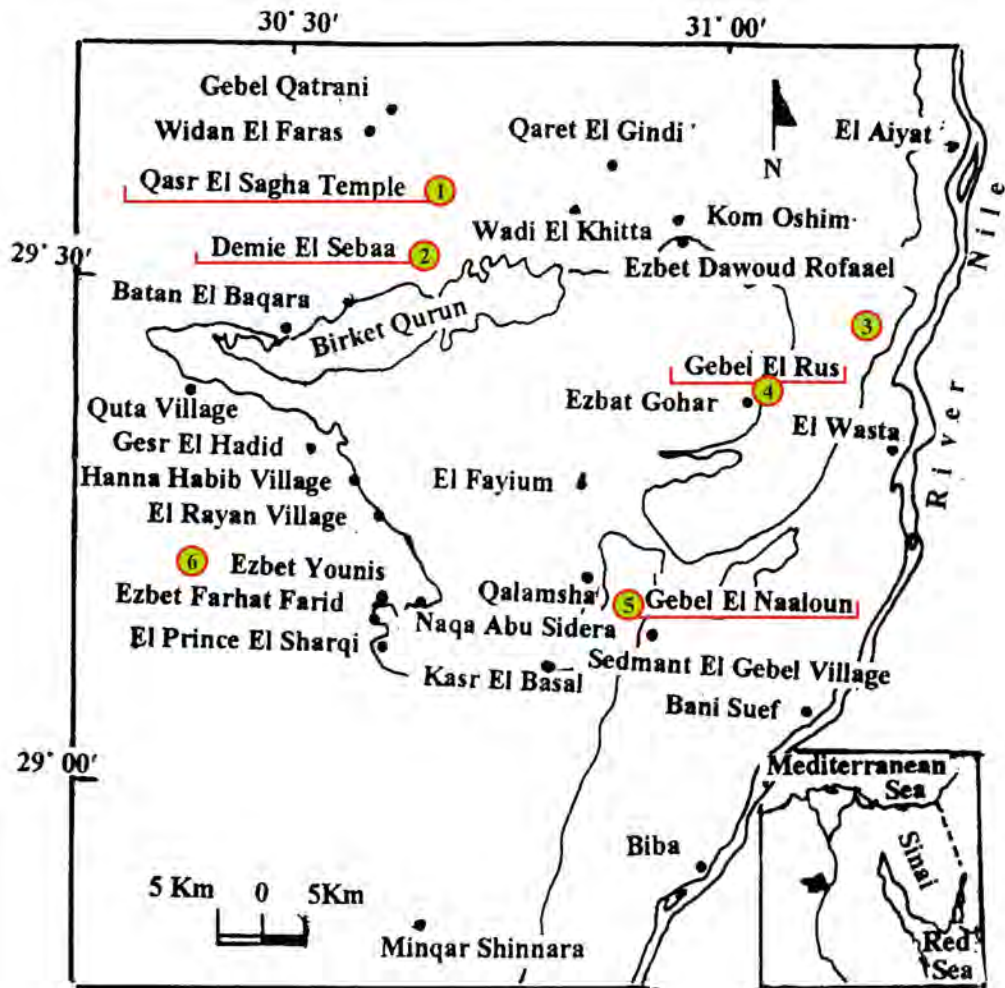 30° 30′
31° 00′
Gebel Qatrani
Widan El Faras
Qaret El Gindi
El Aiyat
N
Qasr El Sagha Temple 1
Wadi El Khitta
Kom Oshim
29° 30′
Demie El Sebaa 2
Ezbet Dawoud Rofaael
Batan El Baqara
Birket Qurun
3
Gebel El Rus
4
Quta Village
Ezbat Gohar
El Wasta
River Nile
Gesr El Hadid
Hanna Habib Village
El Fayium
El Rayan Village
6
Ezbet Younis
Ezbet Farhat Farid
Qalamsha
5 Gebel El Naaloun
Naqa Abu Sidera
El Prince El Sharqi
Sedmant El Gebel Village
Kasr El Basal
Bani Suef
29° 00′
Mediterranean
Sea
Biba
Sinai
5 Km 0 5Km
Minqar Shinnara
Red
Sea